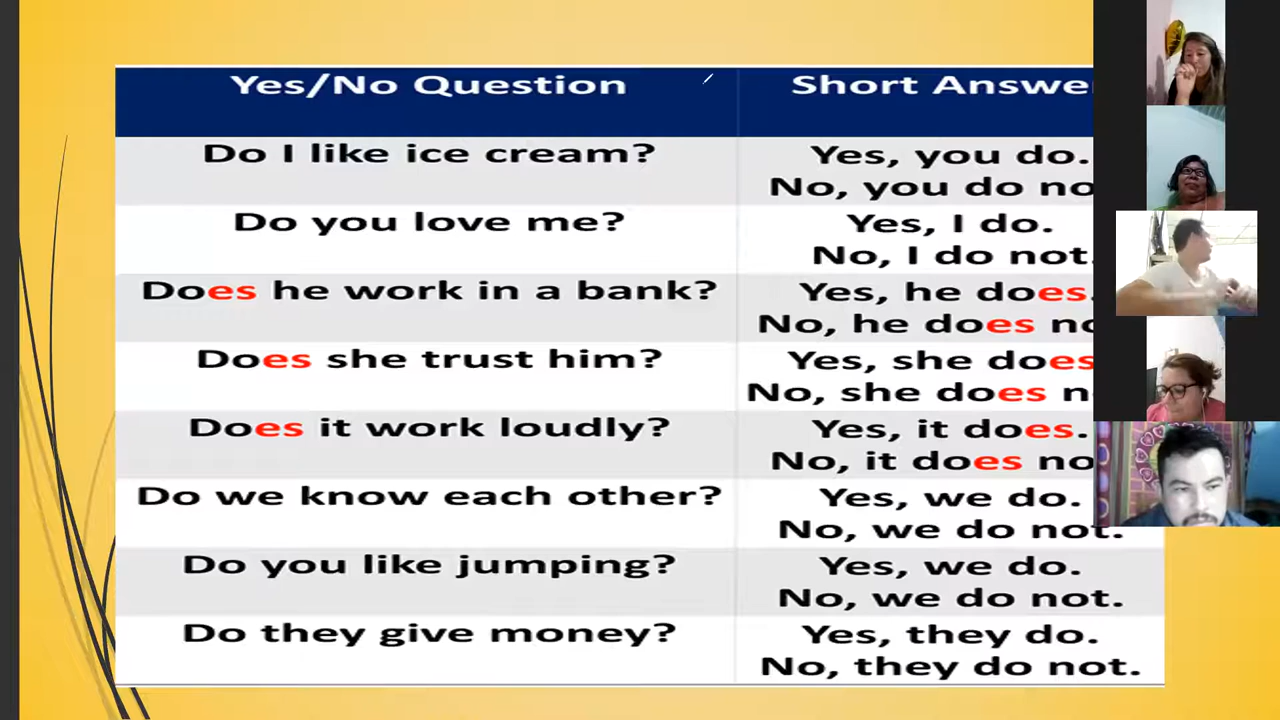 Yes/No Question Short Answe
Do I like ice cream? Yes, you do.
No, you do no
Do you love me? Yes, I do.
No, I do not.
Does he work in a bank? Yes, he does.
No, he does no
Does she trust him? Yes, she does
No, she does n
Does it work loudly? Yes, it does.
No, it does no
Do we know each other? Yes, we do.
No, we do not.
Do you like jumping? Yes, we do.
No, we do not.
Do they give money? Yes, they do.
No, they do not.